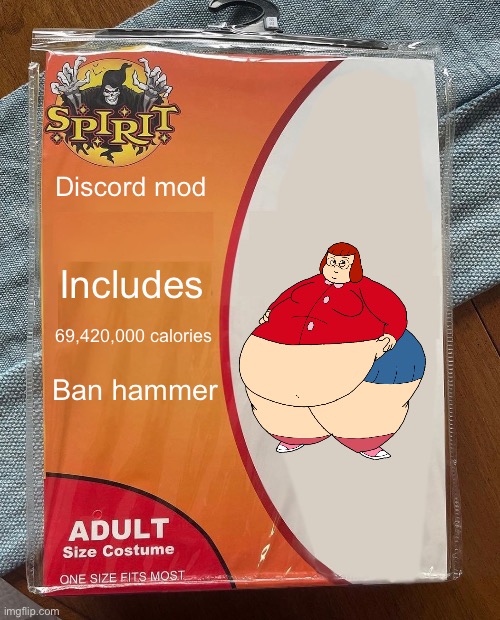 SPIRIT
Discord mod
Includes
69,420,000 calories
Ban hammer
ADULT
Size Costume
ONE SIZE FITS MOST
imgflip.com